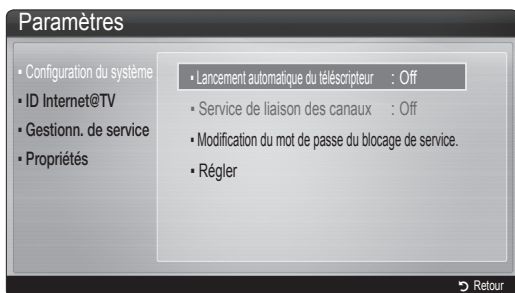 Paramètres
▪ Configuration du système
▪ ID Internet@TV
▪ Gestionn. de service
▪ Propriétés
▪ Lancement automatique du téléscripteur : Off
▪ Service de liaison des canaux : Off
▪ Modification du mot de passe du blocage de service.
▪ Régler
Retour